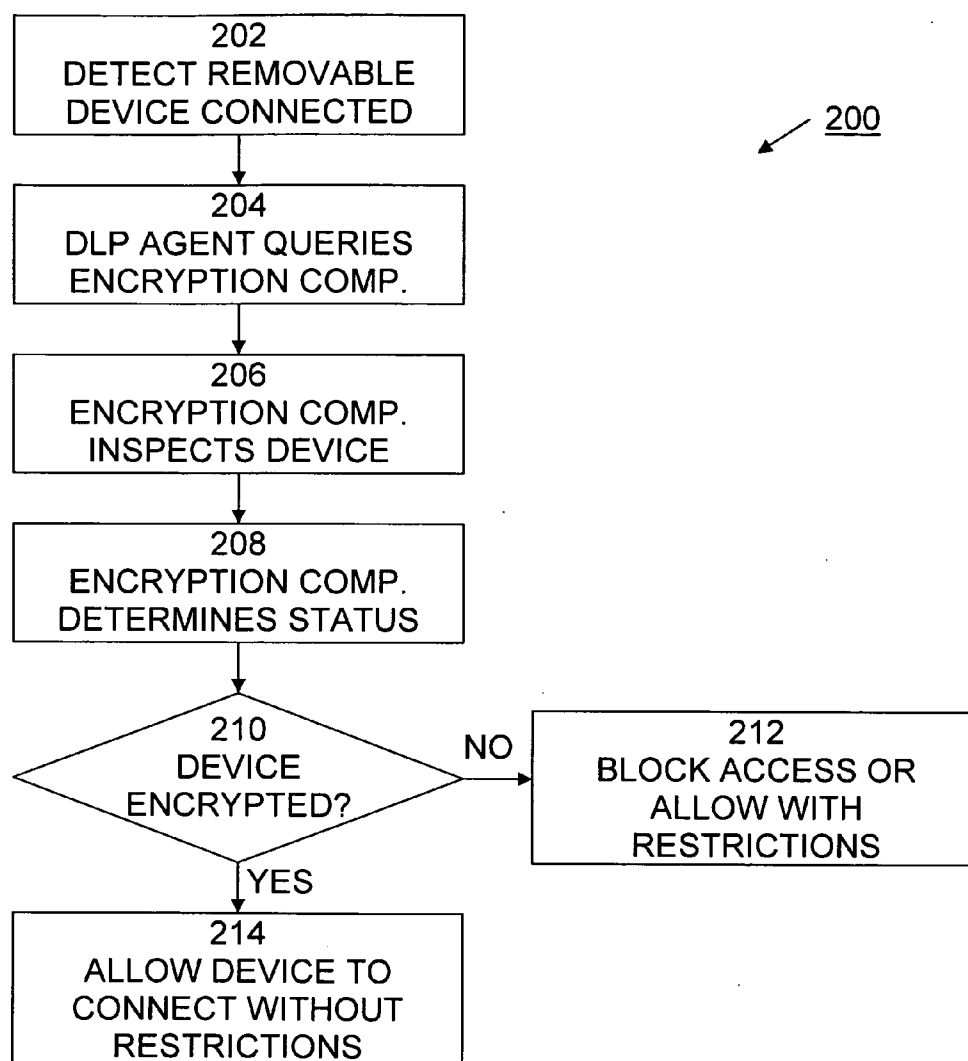 202
DETECT REMOVABLE
DEVICE CONNECTED
200
204
DLP AGENT QUERIES
ENCRYPTION COMP.
206
ENCRYPTION COMP.
INSPECTS DEVICE
208
ENCRYPTION COMP.
DETERMINES STATUS
210
DEVICE
ENCRYPTED?
NO
212
BLOCK ACCESS OR
ALLOW WITH
RESTRICTIONS
YES
214
ALLOW DEVICE TO
CONNECT WITHOUT
RESTRICTIONS